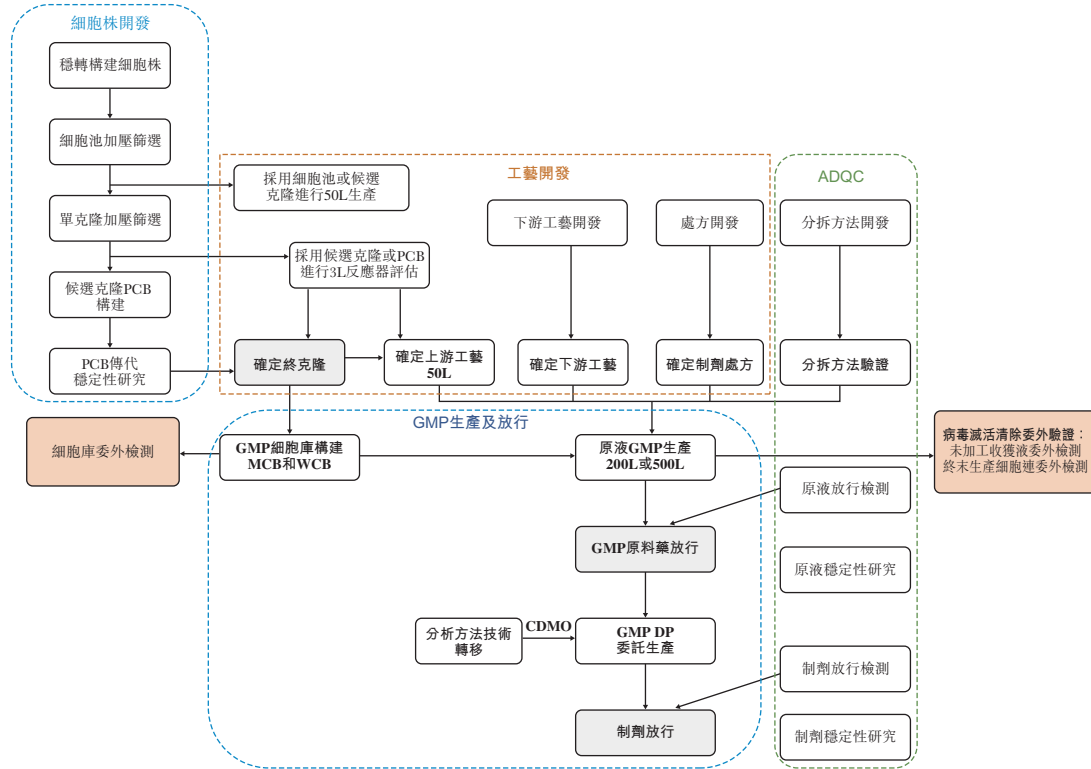 細胞株開發
穩轉構建細胞株
細胞池加壓篩選
單克隆加壓篩選
候選克隆PCB
構建
PCB傳代
穩定性研究
工藝開發
採用細胞池或候選
克隆進行50L生產
採用候選克隆或PCB
進行3L反應器評估
下游工藝開發
處方開發
確定終克隆
確定上游工藝
50L
確定下游工藝
確定制劑處方
ADQC
分拆方法開發
分拆方法驗證
GMP生產及放行
細胞庫委外檢測
GMP細胞庫構建
MCB和WCB
原液GMP生產
200L或500L
病毒滅活清除委外驗證：
未加工收獲液委外檢測
終末生產細胞連委外檢測
原液放行檢測
GMP原料藥放行
原液穩定性研究
分析方法技術
轉移
CDMO
GMP DP
委託生產
制劑放行檢測
制劑放行
制劑穩定性研究